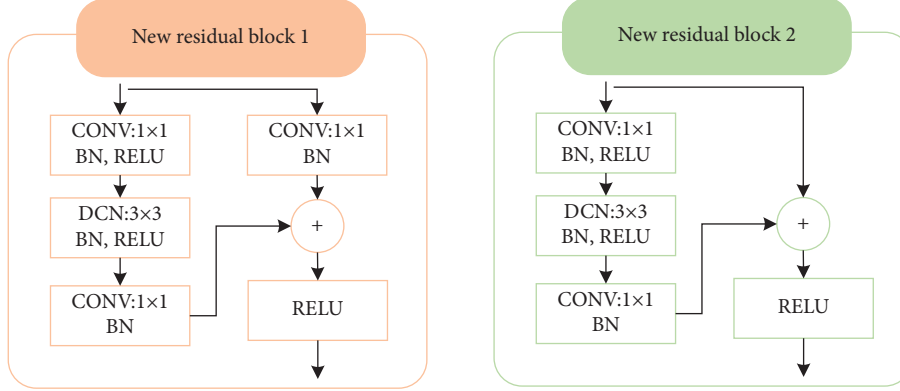 New residual block 1
CONV:1×1
BN, RELU
DCN:3×3
BN, RELU
CONV:1×1
BN
CONV:1×1
BN
+
RELU
New residual block 2
CONV:1×1
BN, RELU
DCN:3×3
BN, RELU
CONV:1×1
BN
+
RELU